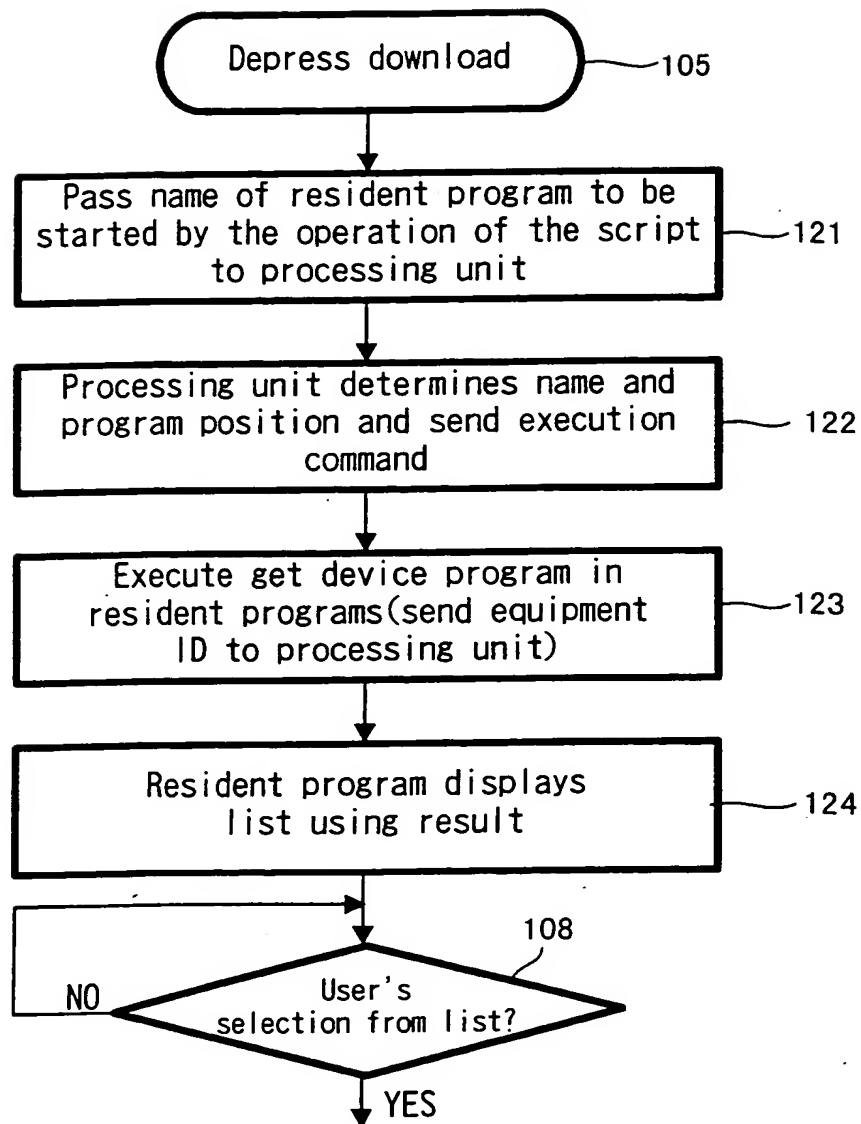 Depress download
105
Pass name of resident program to be
started by the operation of the script
to processing unit
121
Processing unit determines name and
program position and send execution
command
122
Execute get device program in
resident programs(send equipment
ID to processing unit)
123
Resident program displays
list using result
124
108
User's
selection from list?
NO
YES